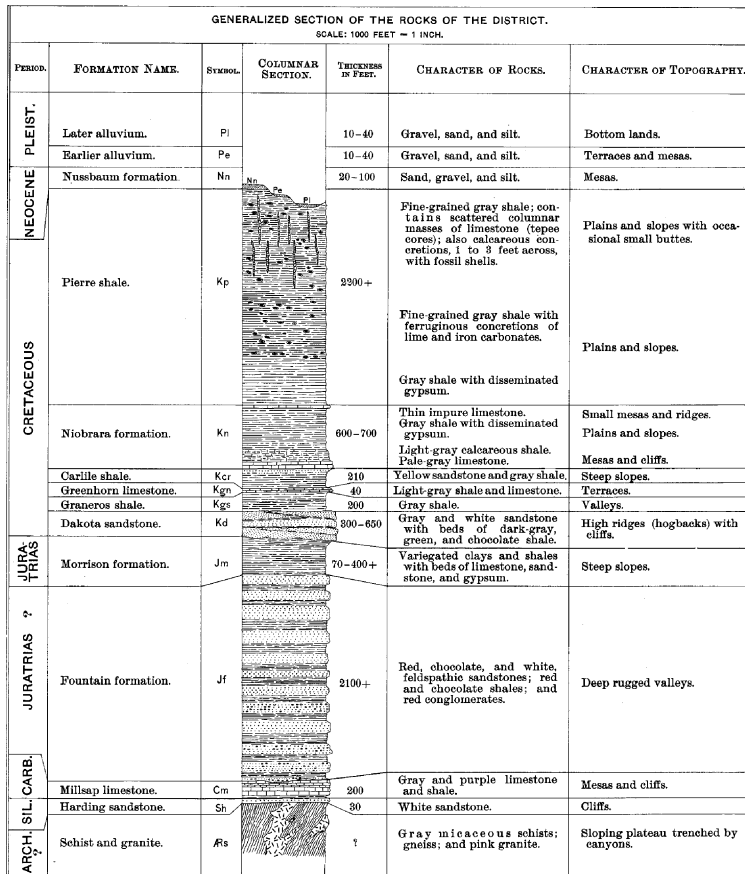 GENERALIZED SECTION OF THE ROCKS OF THE DISTRICT.
SCALE: 1000 FEET = 1 INCH.
PERIOD. FORMATION NAME. SYMBOL. COLUMNAR SECTION. THICKNESS IN FEET. CHARACTER OF ROCKS. CHARACTER OF TOPOGRAPHY.
PLEIST.
Later alluvium. Pl 10–40 Gravel, sand, and silt. Bottom lands.
Earlier alluvium. Pe 10–40 Gravel, sand, and silt. Terraces and mesas.
NEOCENE
Nussbaum formation. Nn 20–100 Sand, gravel, and silt. Mesas.
Nn
Pe
Pl
CRETACEOUS
Pierre shale. Kp 2300+
Fine-grained gray shale; con-
tains scattered columnar
masses of limestone (tepee
cores); also calcareous con-
cretions, 1 to 3 feet across,
with fossil shells.
Plains and slopes with occa-
sional small buttes.
Fine-grained gray shale with
ferruginous concretions of
lime and iron carbonates.
Plains and slopes.
Gray shale with disseminated
gypsum.
Niobrara formation. Kn 600–700
Thin impure limestone. Small mesas and ridges.
Gray shale with disseminated
gypsum.
Plains and slopes.
Light-gray calcareous shale.
Pale-gray limestone. Mesas and cliffs.
Carlile shale. Kcr 210 Yellow sandstone and gray shale. Steep slopes.
Greenhorn limestone. Kgn 40 Light-gray shale and limestone. Terraces.
Graneros shale. Kgs 200 Gray shale. Valleys.
Dakota sandstone. Kd 300–650
Gray and white sandstone
with beds of dark-gray,
green, and chocolate shale.
High ridges (hogbacks) with
cliffs.
JURA-
TRIAS
Morrison formation. Jm 70–400+
Variegated clays and shales
with beds of limestone, sand-
stone, and gypsum.
Steep slopes.
JURATRIAS ?
Fountain formation. Jf 2100+
Red, chocolate, and white,
feldspathic sandstones; red
and chocolate shales; and
red conglomerates.
Deep rugged valleys.
CARB.
Millsap limestone. Cm 200
Gray and purple limestone
and shale.
Mesas and cliffs.
SIL.
Harding sandstone. Sh 30 White sandstone. Cliffs.
ARCH. ?
Schist and granite. ÆRs ?
Gray micaceous schists;
gneiss; and pink granite.
Sloping plateau trenched by
canyons.